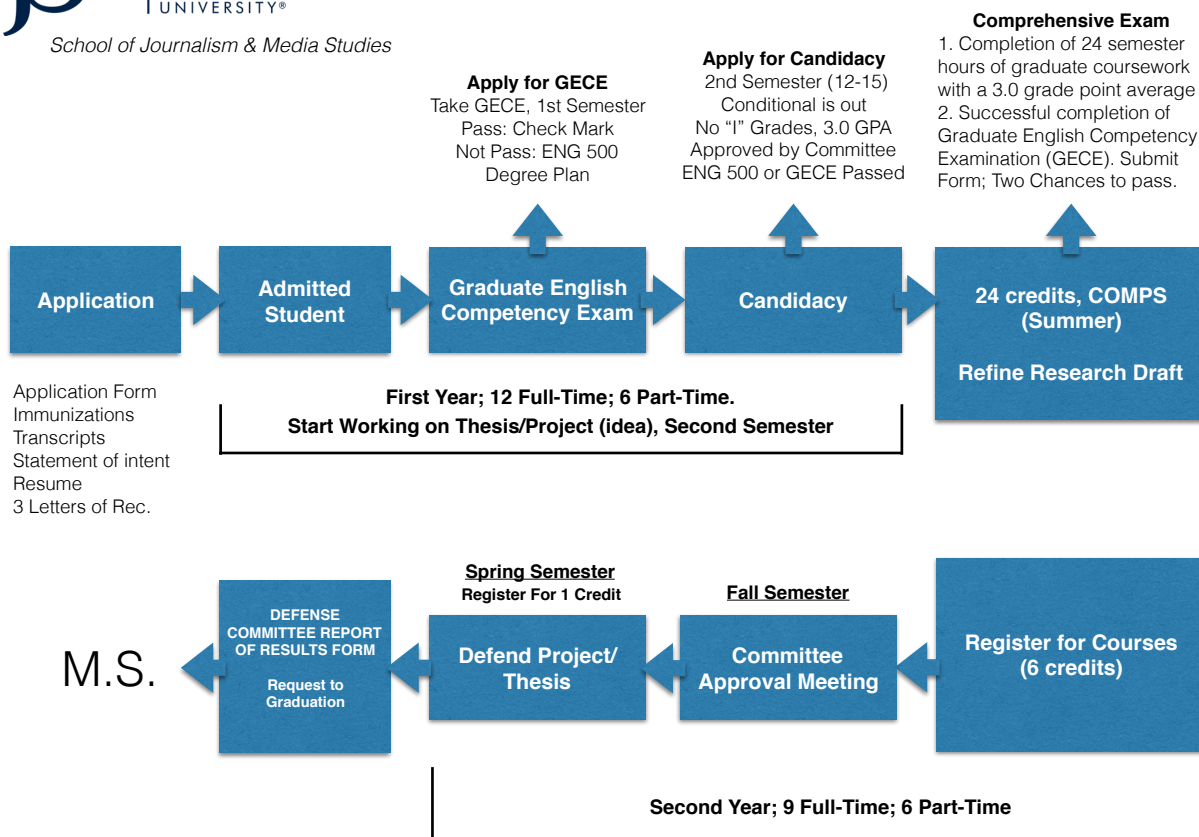 UNIVERSITY®
School of Journalism & Media Studies
Apply for GECE
Take GECE, 1st Semester
Pass: Check Mark
Not Pass: ENG 500
Degree Plan
Apply for Candidacy
2nd Semester (12-15)
Conditional is out
No “I” Grades, 3.0 GPA
Approved by Committee
ENG 500 or GECE Passed
Comprehensive Exam
1. Completion of 24 semester
hours of graduate coursework
with a 3.0 grade point average
2. Successful completion of
Graduate English Competency
Examination (GECE). Submit
Form; Two Chances to pass.
Application
Admitted
Student
Graduate English
Competency Exam
Candidacy
24 credits, COMPS
(Summer)
Refine Research Draft
Application Form
Immunizations
Transcripts
Statement of intent
Resume
3 Letters of Rec.
First Year; 12 Full-Time; 6 Part-Time.
Start Working on Thesis/Project (idea), Second Semester
M.S.
DEFENSE
COMMITTEE REPORT
OF RESULTS FORM
Request to
Graduation
Spring Semester
Register For 1 Credit
Defend Project/
Thesis
Fall Semester
Committee
Approval Meeting
Register for Courses
(6 credits)
Second Year; 9 Full-Time; 6 Part-Time